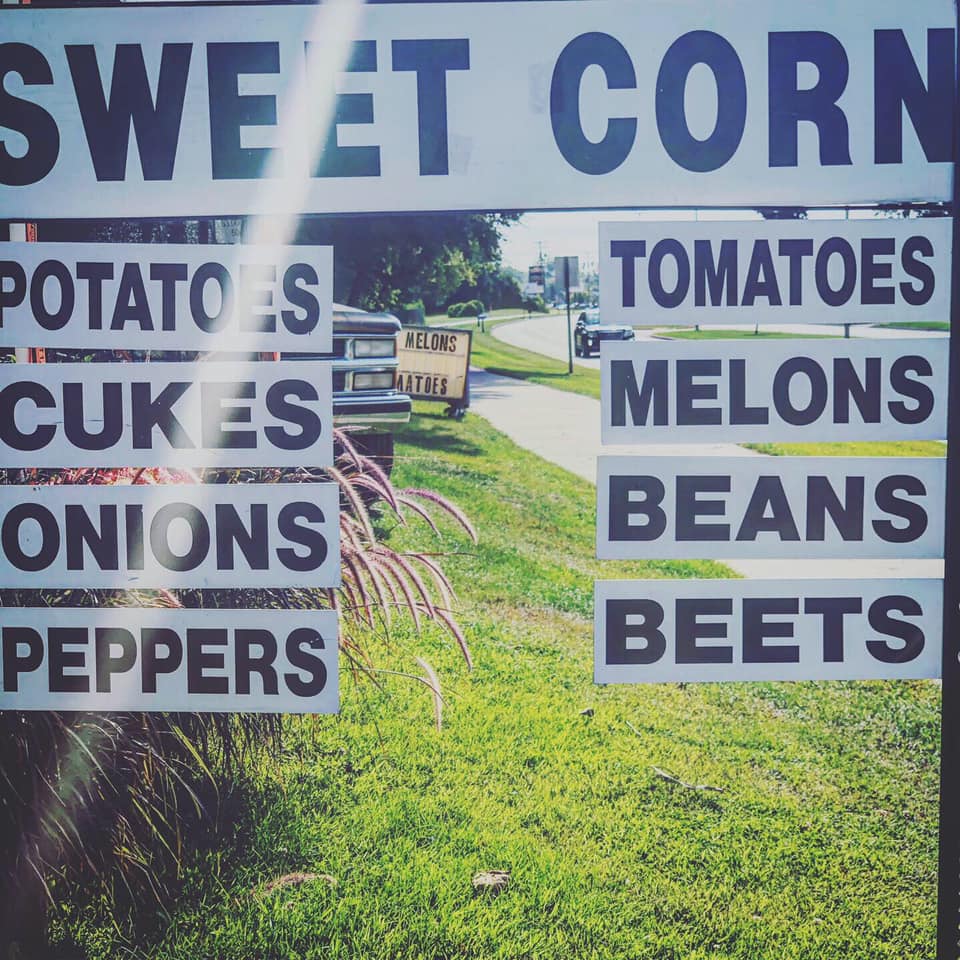 SWEET CORN
POTATOES
CUKES
ONIONS
PEPPERS
TOMATOES
MELONS
BEANS
BEETS
MELONS